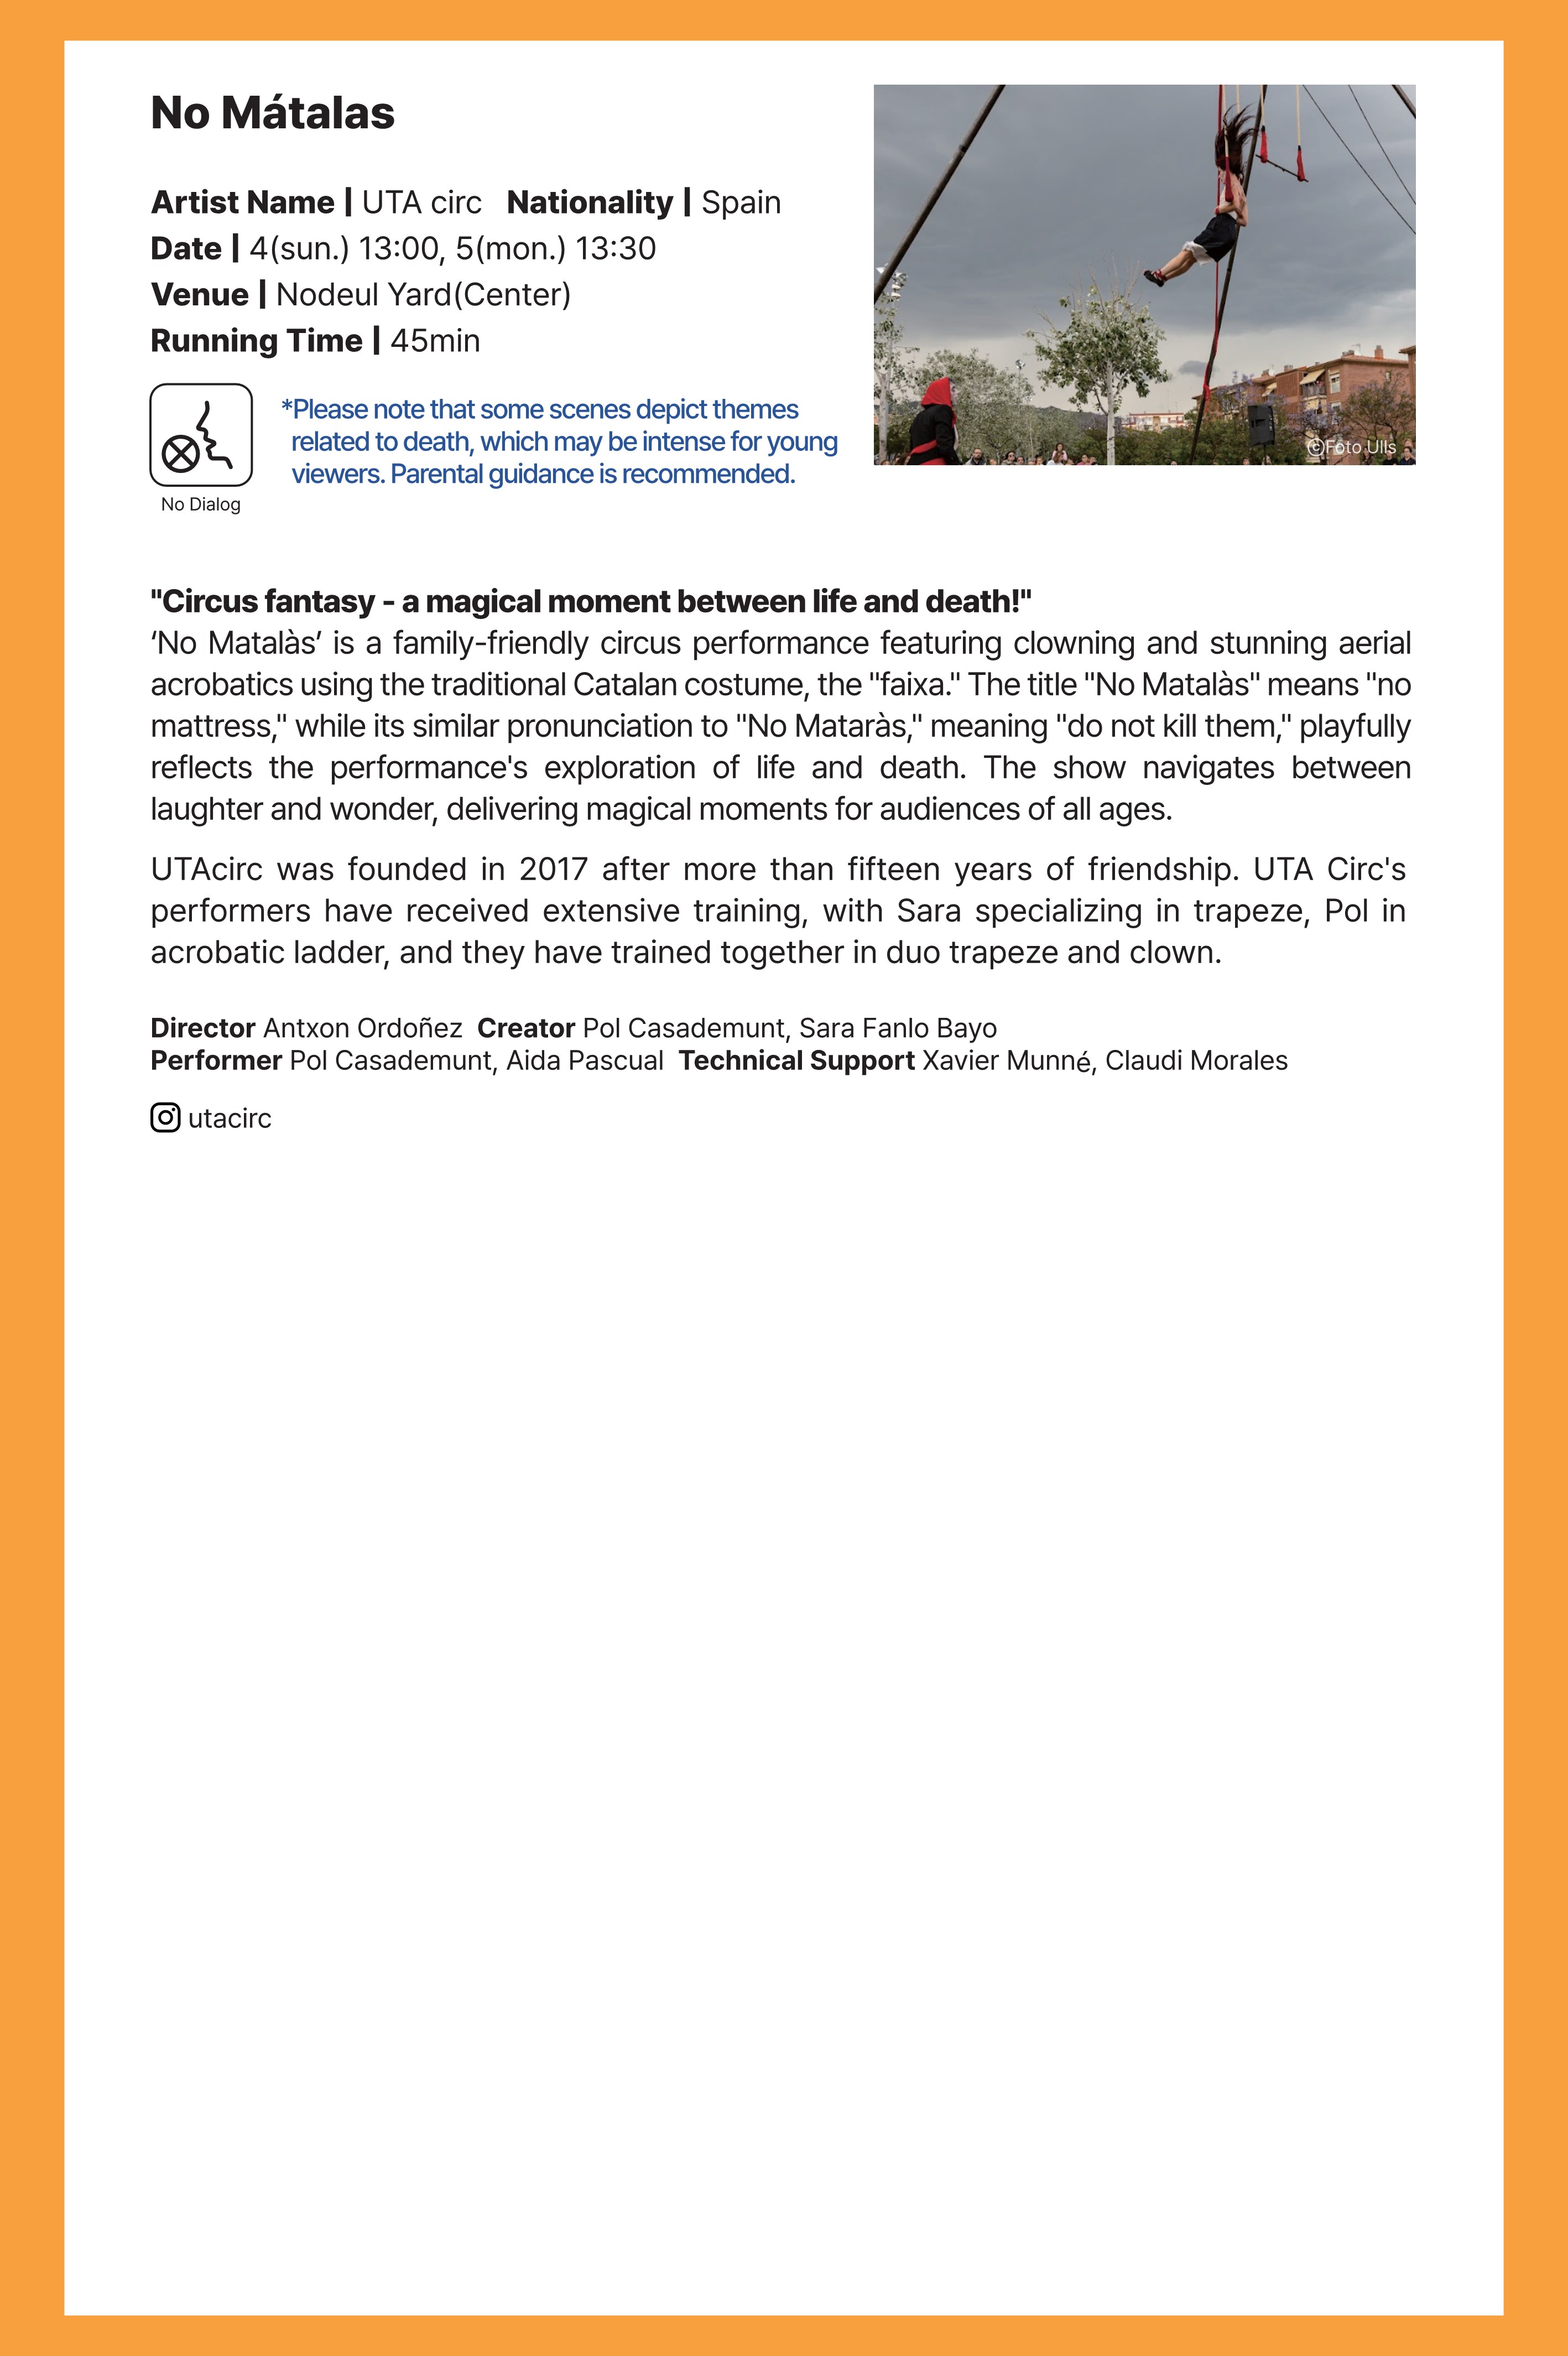 No Mátalas
Artist Name | UTA circ Nationality | Spain
Date | 4(sun.) 13:00, 5(mon.) 13:30
Venue | Nodeul Yard(Center)
Running Time | 45min
No Dialog
*Please note that some scenes depict themes
related to death, which may be intense for young
viewers. Parental guidance is recommended.
©Foto Ulls
"Circus fantasy - a magical moment between life and death!"
‘No Matalàs’ is a family-friendly circus performance featuring clowning and stunning aerial
acrobatics using the traditional Catalan costume, the "faixa." The title "No Matalàs" means "no
mattress," while its similar pronunciation to "No Mataràs," meaning "do not kill them," playfully
reflects the performance's exploration of life and death. The show navigates between
laughter and wonder, delivering magical moments for audiences of all ages.
UTAcirc was founded in 2017 after more than fifteen years of friendship. UTA Circ's
performers have received extensive training, with Sara specializing in trapeze, Pol in
acrobatic ladder, and they have trained together in duo trapeze and clown.
Director Antxon Ordoñez Creator Pol Casademunt, Sara Fanlo Bayo
Performer Pol Casademunt, Aida Pascual Technical Support Xavier Munné, Claudi Morales
utacirc